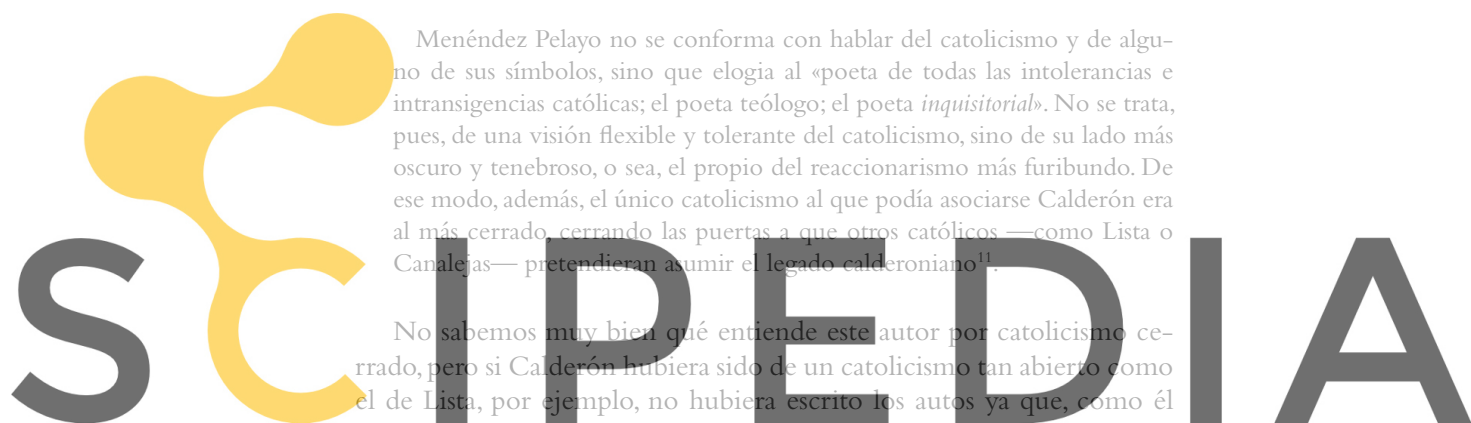 Menéndez Pelayo no se conforma con hablar del catolicismo y de algu-
no de sus símbolos, sino que elogia al «poeta de todas las intolerancias e
intransigencias católicas; el poeta teólogo; el poeta inquisitorial». No se trata,
pues, de una visión flexible y tolerante del catolicismo, sino de su lado más
oscuro y tenebroso, o sea, el propio del reaccionarismo más furibundo. De
ese modo, además, el único catolicismo al que podía asociarse Calderón era
al más cerrado, cerrando las puertas a que otros católicos —como Lista o
Canalejas— pretendieran asumir el legado calderoniano11.
No sabemos muy bien qué entiende este autor por catolicismo ce-
rrado, pero si Calderón hubiera sido de un catolicismo tan abierto como
el de Lista, por ejemplo, no hubiera escrito los autos ya que, como él
SCIPEDIA